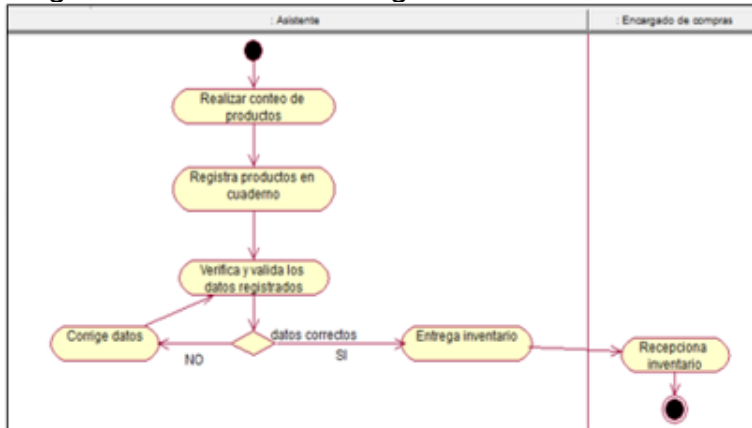 : Asistente
: Encargado de compras
Realizar conteo de
productos
Registra productos en
cuaderno
Verifica y valida los
datos registrados
Corrige datos
datos correctos
NO
SI
Entrega inventario
Recepciona
inventario